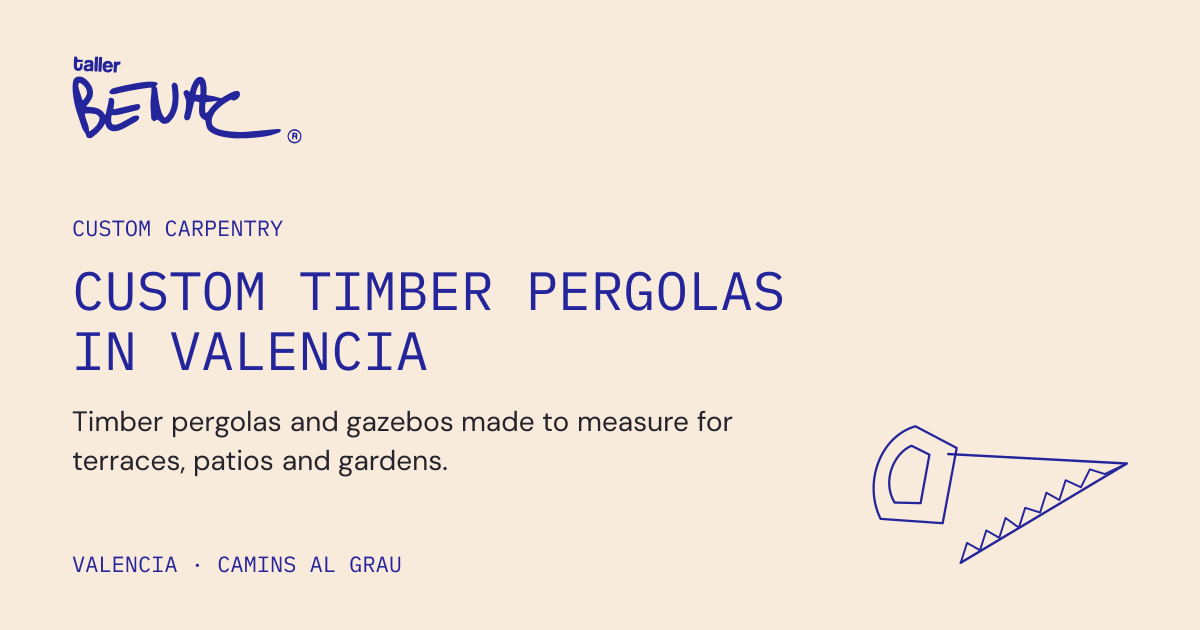 taller
BENAC ®
CUSTOM CARPENTRY
CUSTOM TIMBER PERGOLAS
IN VALENCIA
Timber pergolas and gazebos made to measure for
terraces, patios and gardens.
VALENCIA · CAMINS AL GRAU